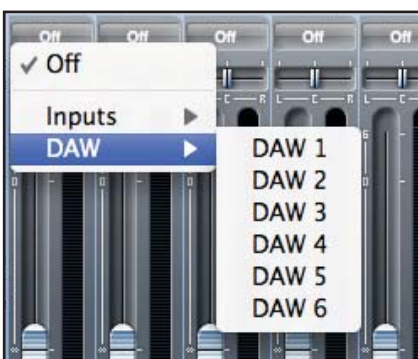 Off Off Off Off Off
✓ Off
Inputs
DAW
DAW 1
DAW 2
DAW 3
DAW 4
DAW 5
DAW 6